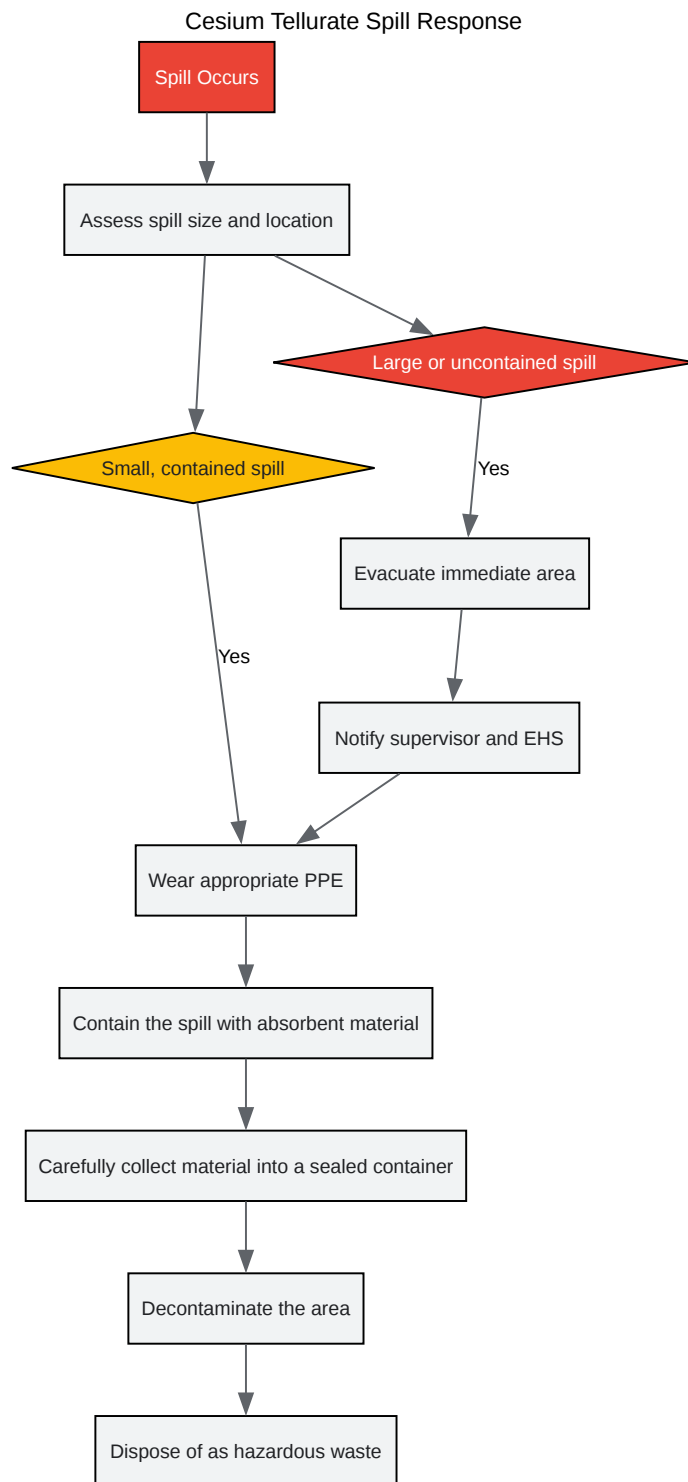 Cesium Tellurate Spill Response
Spill Occurs
Assess spill size and location
Large or uncontained spill
Small, contained spill
Yes
Evacuate immediate area
Yes
Notify supervisor and EHS
Wear appropriate PPE
Contain the spill with absorbent material
Carefully collect material into a sealed container
Decontaminate the area
Dispose of as hazardous waste